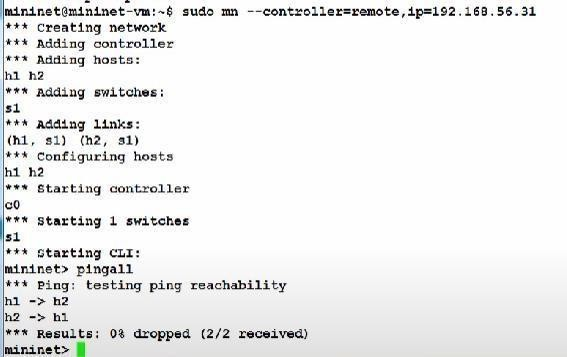 mininet@mininet-vm:~$ sudo mn --controller=remote,ip=192.168.56.31
*** Creating network
*** Adding controller
*** Adding hosts:
h1 h2
*** Adding switches:
s1
*** Adding links:
(h1, s1) (h2, s1)
*** Configuring hosts
h1 h2
*** Starting controller
c0
*** Starting 1 switches
s1
*** Starting CLI:
mininet> pingall
*** Ping: testing ping reachability
h1 -> h2
h2 -> h1
*** Results: 0% dropped (2/2 received)
mininet>